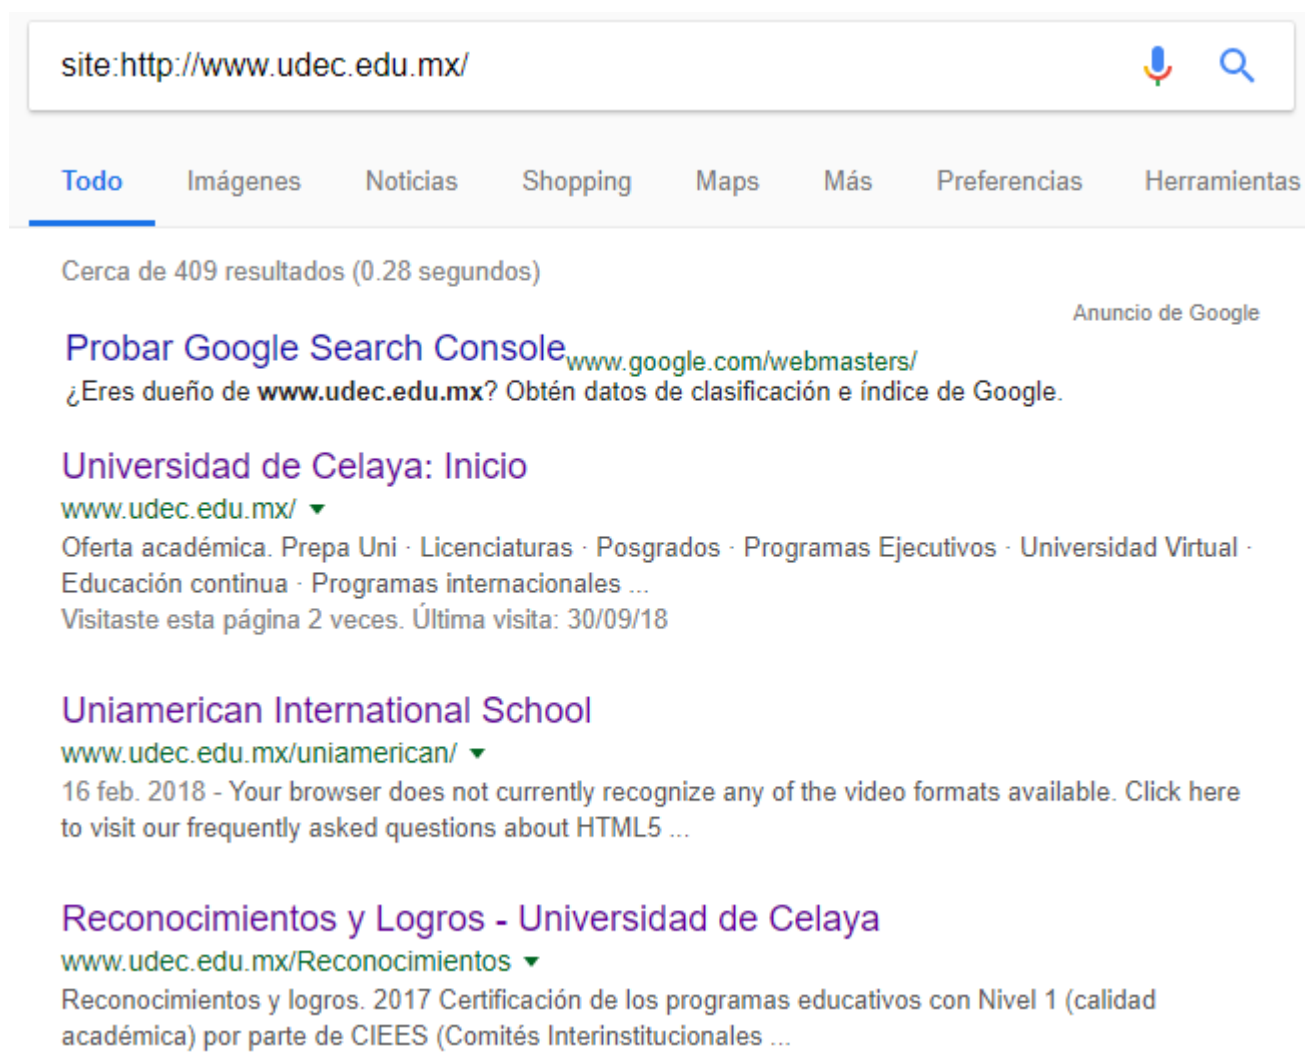 site:http://www.udec.edu.mx/
Todo Imágenes Noticias Shopping Maps Más Preferencias Herramientas
Cerca de 409 resultados (0.28 segundos)
Anuncio de Google
Probar Google Search Console www.google.com/webmasters/
¿Eres dueño de www.udec.edu.mx? Obtén datos de clasificación e índice de Google.
Universidad de Celaya: Inicio
www.udec.edu.mx/
Oferta académica. Prepa Uni · Licenciaturas · Posgrados · Programas Ejecutivos · Universidad Virtual ·
Educación continua · Programas internacionales ...
Visitaste esta página 2 veces. Última visita: 30/09/18
Uniamerican International School
www.udec.edu.mx/uniamerican/
16 feb. 2018 - Your browser does not currently recognize any of the video formats available. Click here
to visit our frequently asked questions about HTML5 ...
Reconocimientos y Logros - Universidad de Celaya
www.udec.edu.mx/Reconocimientos
Reconocimientos y logros. 2017 Certificación de los programas educativos con Nivel 1 (calidad
académica) por parte de CIEES (Comités Interinstitucionales ...